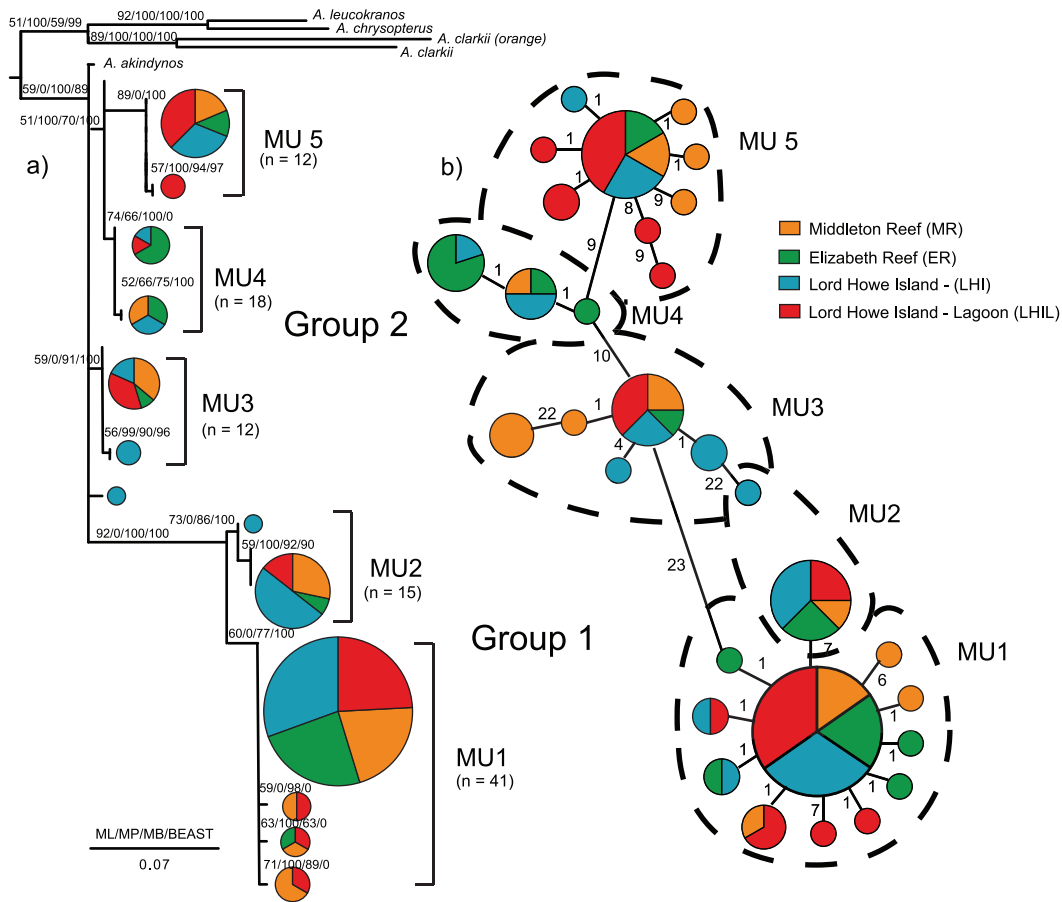 51/100/59/99
92/100/100/100
A. leucokranos
A. chrysopterus
89/100/100/100
A. clarkii (orange)
A. clarkii
A. akindynos
59/0/100/89
51/100/70/100
a)
89/0/100
MU 5
(n = 12)
57/100/94/97
74/66/100/0
MU4
(n = 18)
52/66/75/100
Group 2
59/0/91/100
MU3
(n = 12)
56/99/90/96
92/0/100/100
73/0/86/100
59/100/92/90
MU2
(n = 15)
60/0/77/100
Group 1
MU1
(n = 41)
59/0/98/0
63/100/63/0
71/100/89/0
ML/MP/MB/BEAST
0.07
b)
MU 5
1
1
1
1
1
9
8
9
9
Middleton Reef (MR)
Elizabeth Reef (ER)
Lord Howe Island - (LHI)
Lord Howe Island - Lagoon (LHIL)
1
1
MU4
10
MU3
22
1
4
1
22
23
MU2
7
MU1
1
6
1
1
1
1
1
1
7
1